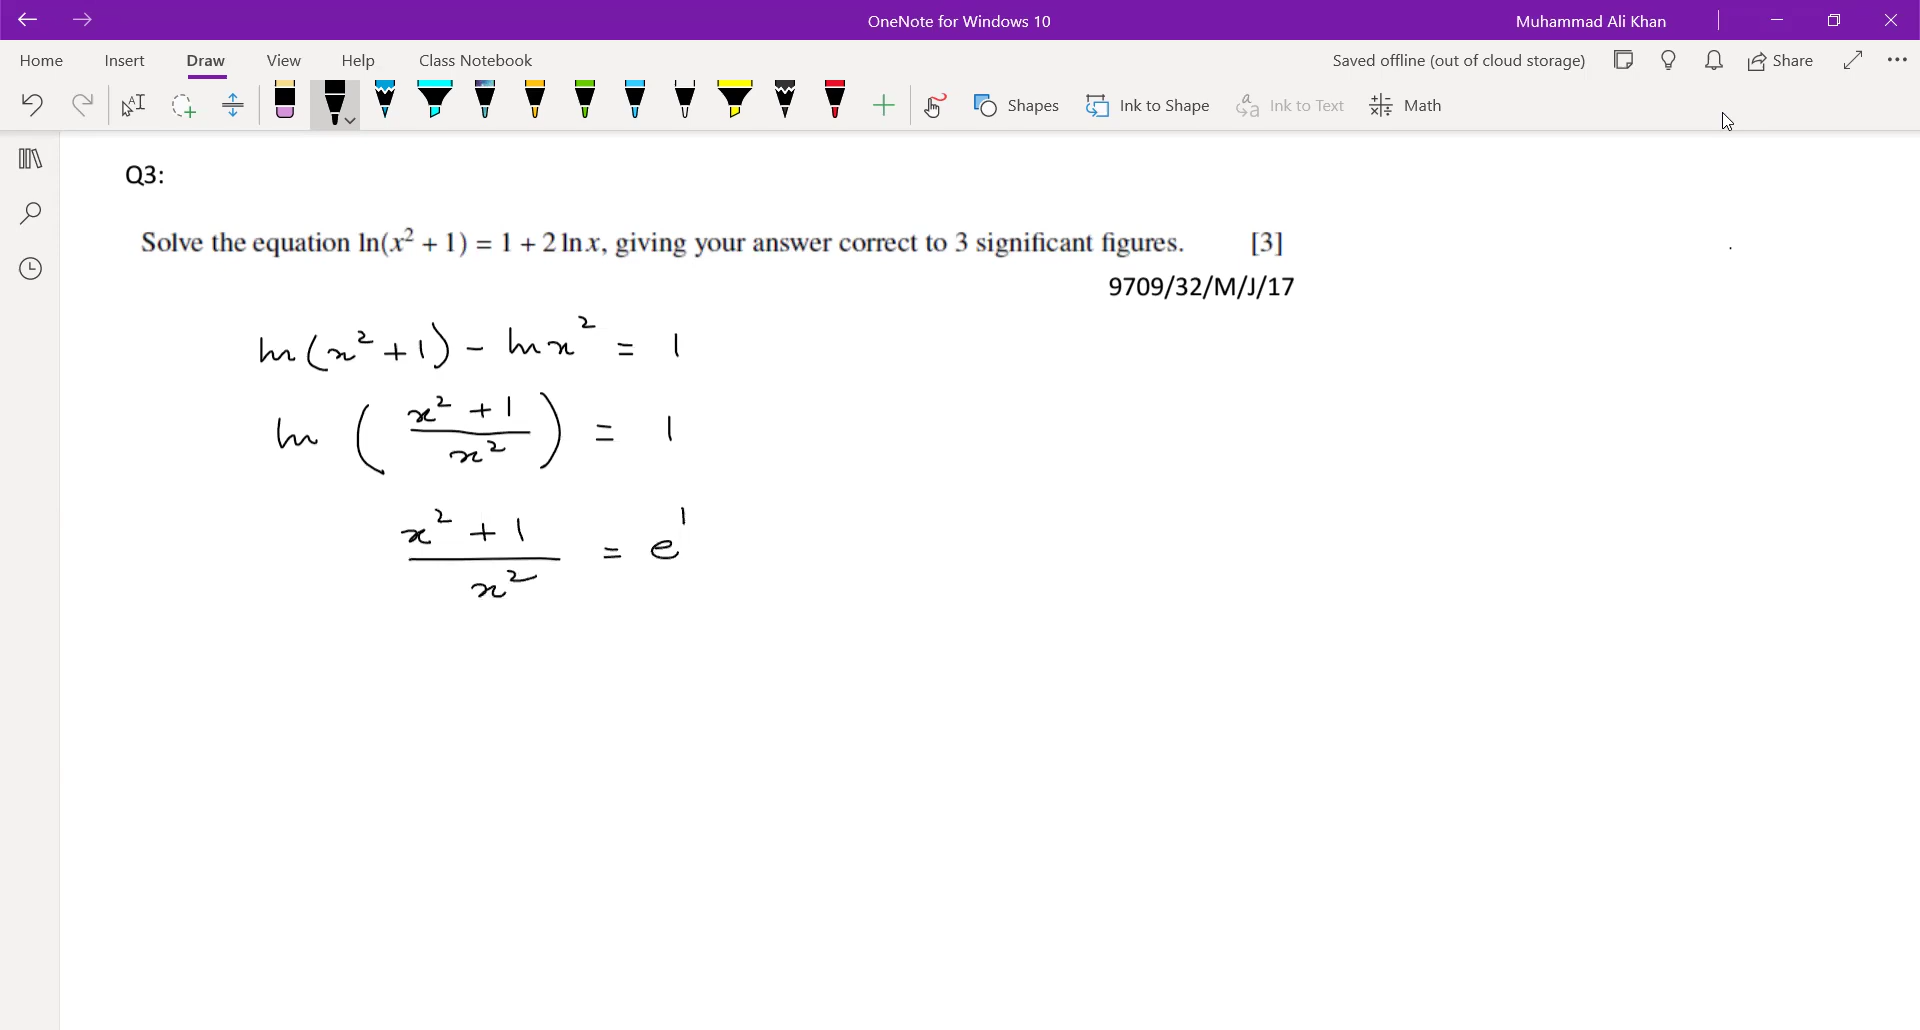 OneNote for Windows 10
Muhammad Ali Khan
Home Insert Draw View Help Class Notebook
Saved offline (out of cloud storage) Share
Shapes Ink to Shape Ink to Text Math
Q3:
Solve the equation ln(x² + 1) = 1 + 2 ln x, giving your answer correct to 3 significant figures. [3]
9709/32/M/J/17
ln(x² + 1) - ln x² = 1
ln ( (x² + 1) / x² ) = 1
(x² + 1) / x² = e¹